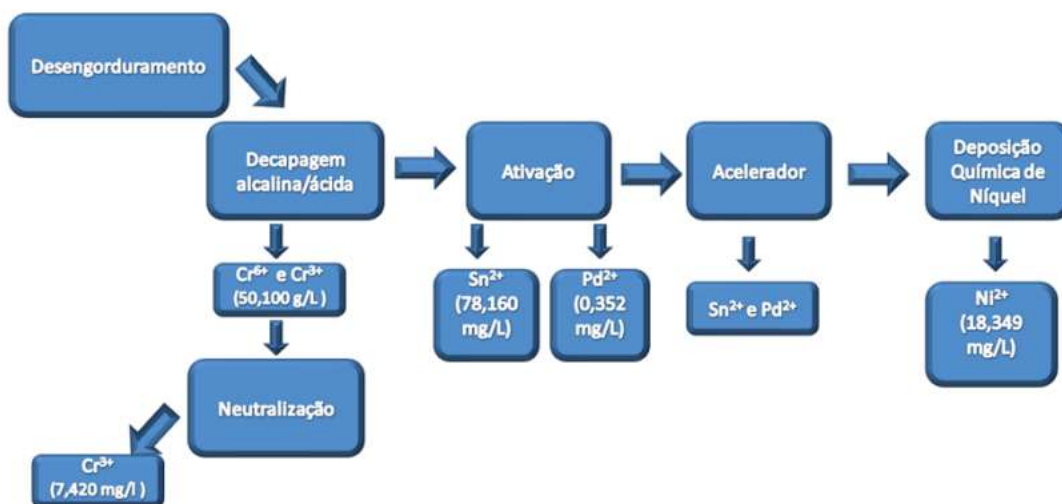 Desengorduramento
Decapagem
alcalina/ácida
Ativação
Acelerador
Deposição
Química de
Níquel
Cr⁶⁺ e Cr³⁺
(50,100 g/L )
Sn²⁺
(78,160
mg/L)
Pd²⁺
(0,352
mg/L)
Sn²⁺ e Pd²⁺
Ni²⁺
(18,349
mg/L)
Neutralização
Cr³⁺
(7,420 mg/l )